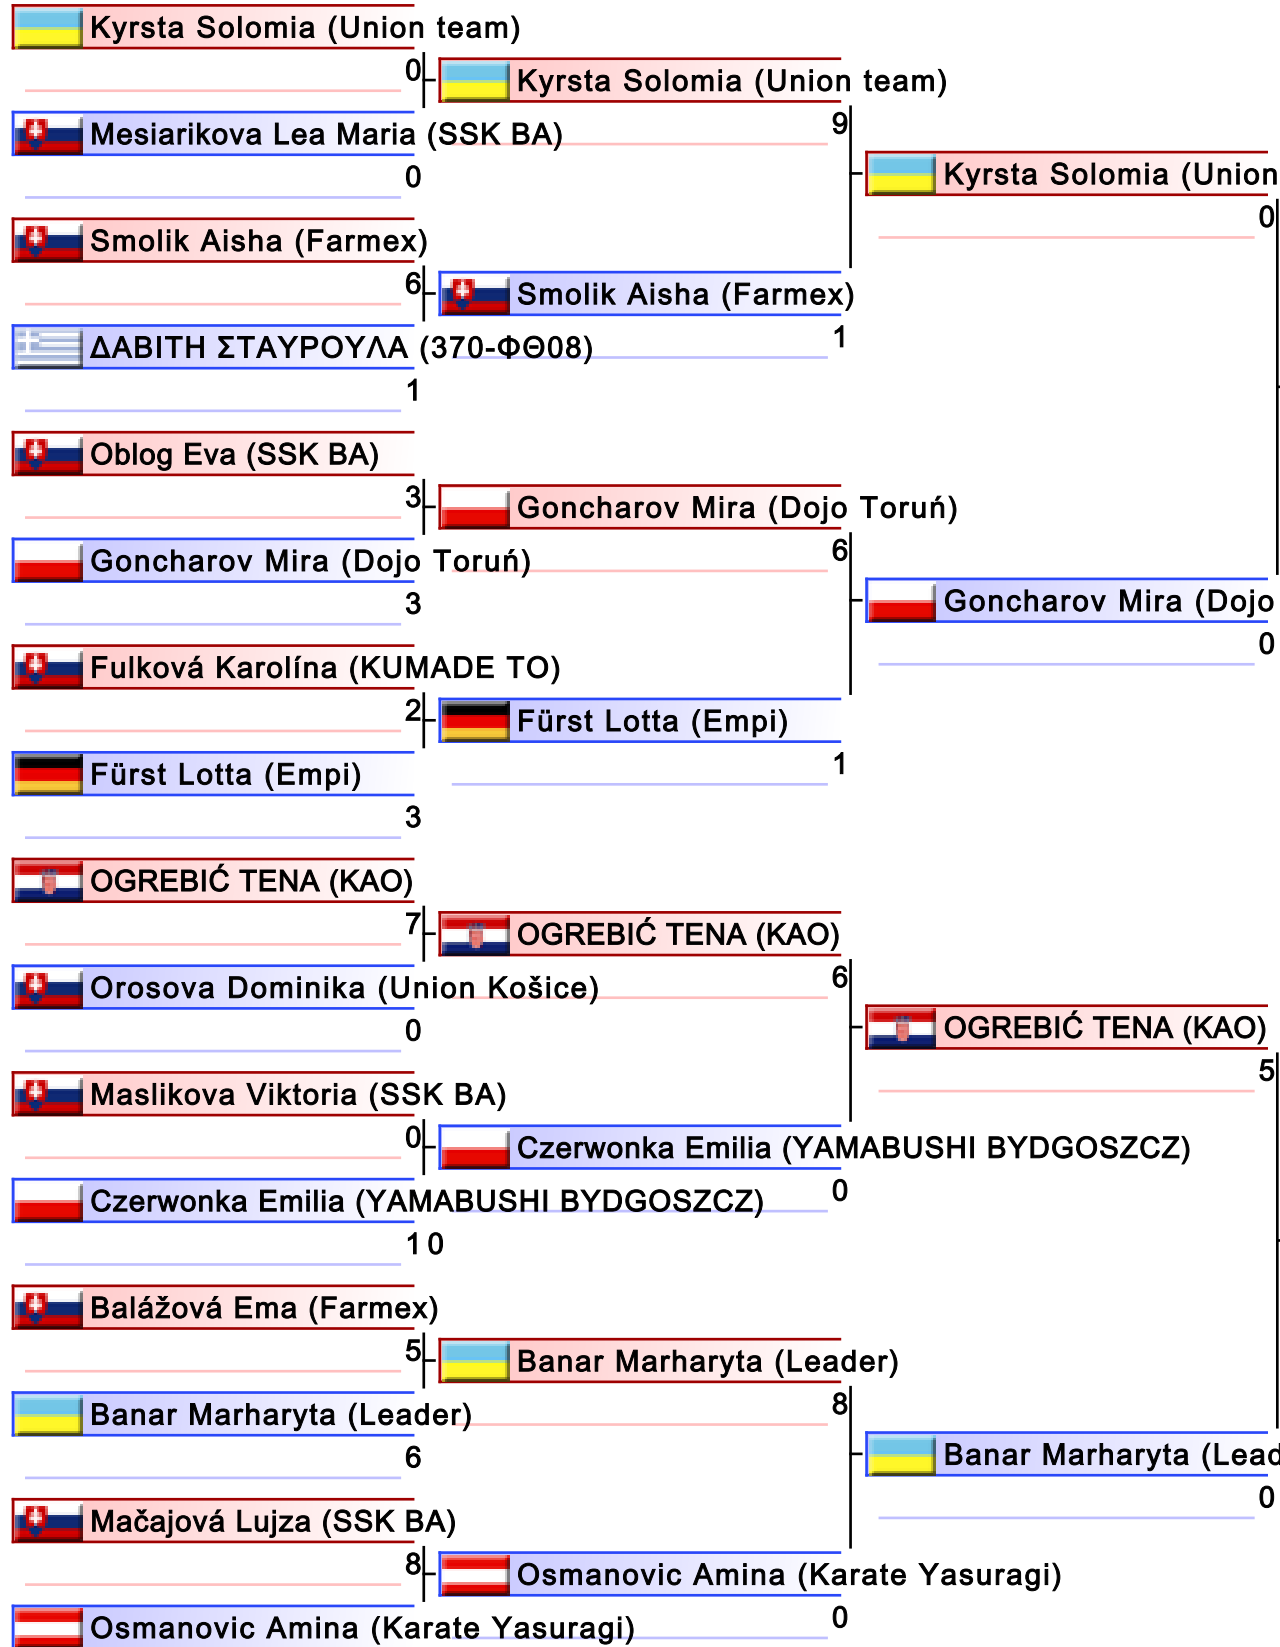 Kyrsta Solomia (Union team)
0
Kyrsta Solomia (Union team)
9
Mesiarikova Lea Maria (SSK BA)
0
Kyrsta Solomia (Union
0
Smolik Aisha (Farmex)
6
Smolik Aisha (Farmex)
1
ΔΑΒΙΤΗ ΣΤΑΥΡΟΥΛΑ (370-ΦΘ08)
1
Oblog Eva (SSK BA)
3
Goncharov Mira (Dojo Toruń)
6
Goncharov Mira (Dojo Toruń)
3
Goncharov Mira (Dojo
0
Fulková Karolína (KUMADE TO)
2
Fürst Lotta (Empi)
1
Fürst Lotta (Empi)
3
OGREBIĆ TENA (KAO)
7
OGREBIĆ TENA (KAO)
6
Orosova Dominika (Union Košice)
0
OGREBIĆ TENA (KAO)
5
Maslikova Viktoria (SSK BA)
0
Czerwonka Emilia (YAMABUSHI BYDGOSZCZ)
0
Czerwonka Emilia (YAMABUSHI BYDGOSZCZ)
10
Balážová Ema (Farmex)
5
Banar Marharyta (Leader)
8
Banar Marharyta (Leader)
6
Banar Marharyta (Lead
0
Mačajová Lujza (SSK BA)
8
Osmanovic Amina (Karate Yasuragi)
0
Osmanovic Amina (Karate Yasuragi)